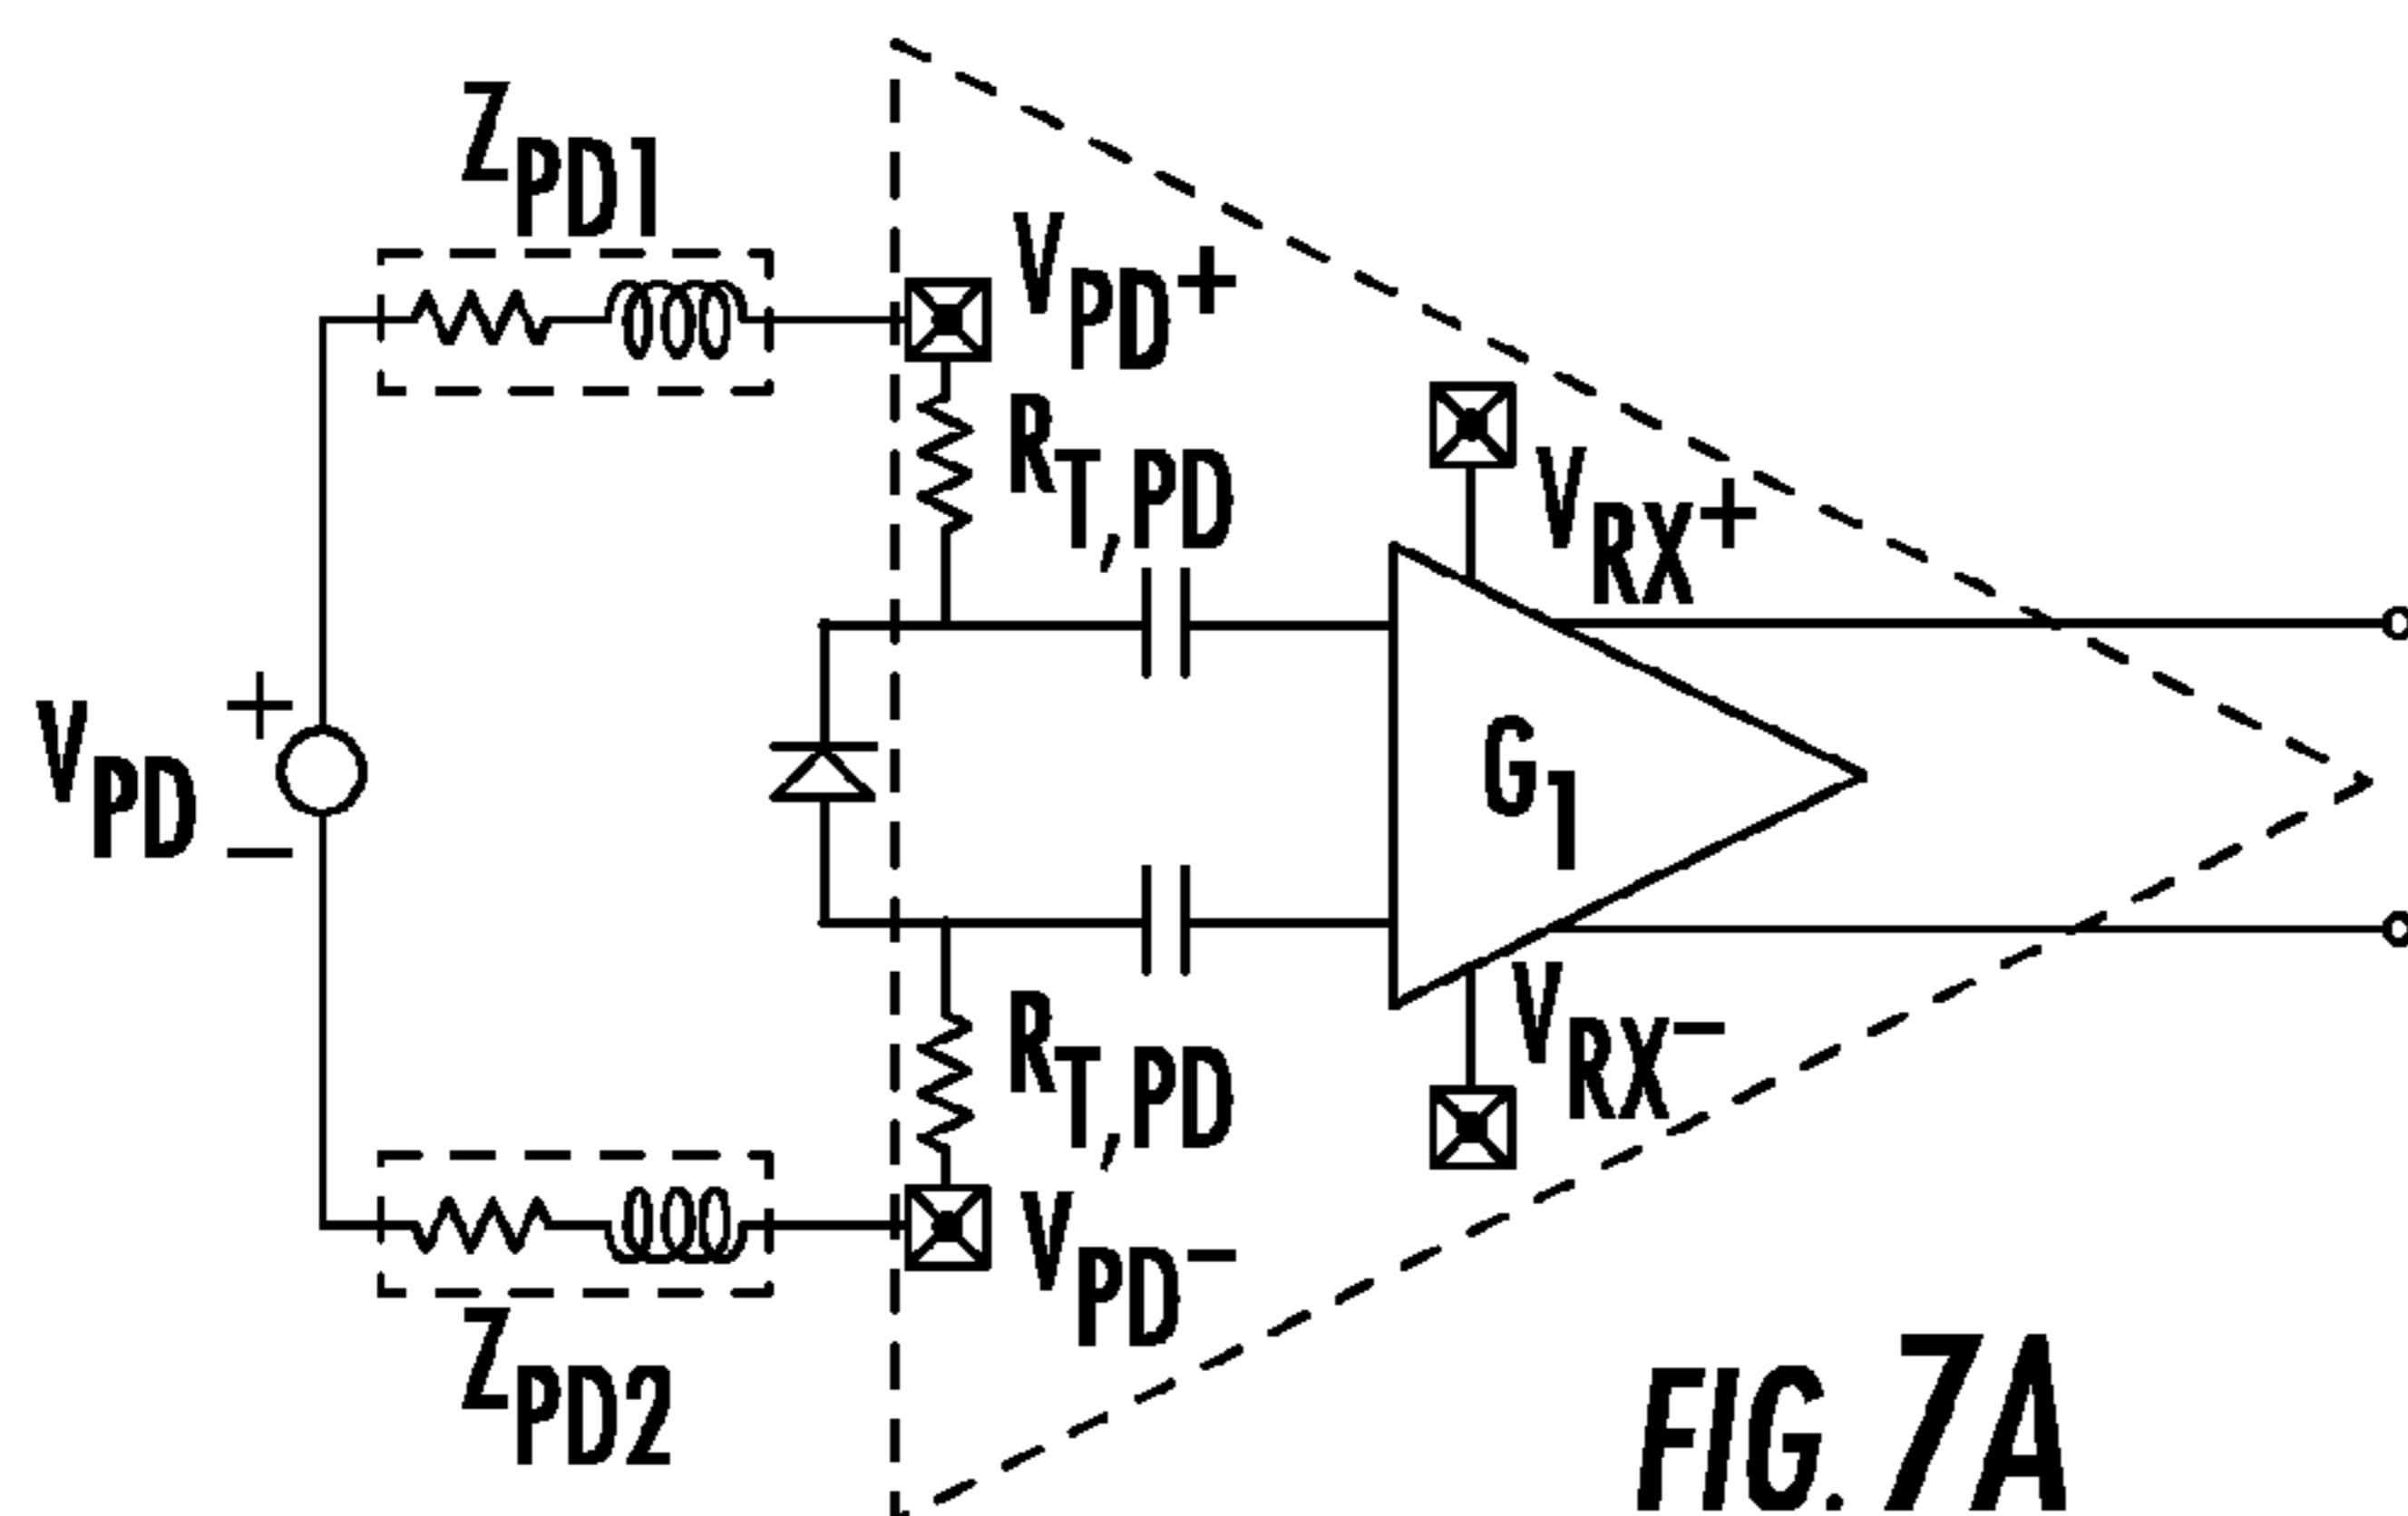 ZPD1
VPD+
RT,PD
VRX+
VPD
+
−
G1
VRX−
RT,PD
VPD−
ZPD2
FIG. 7A